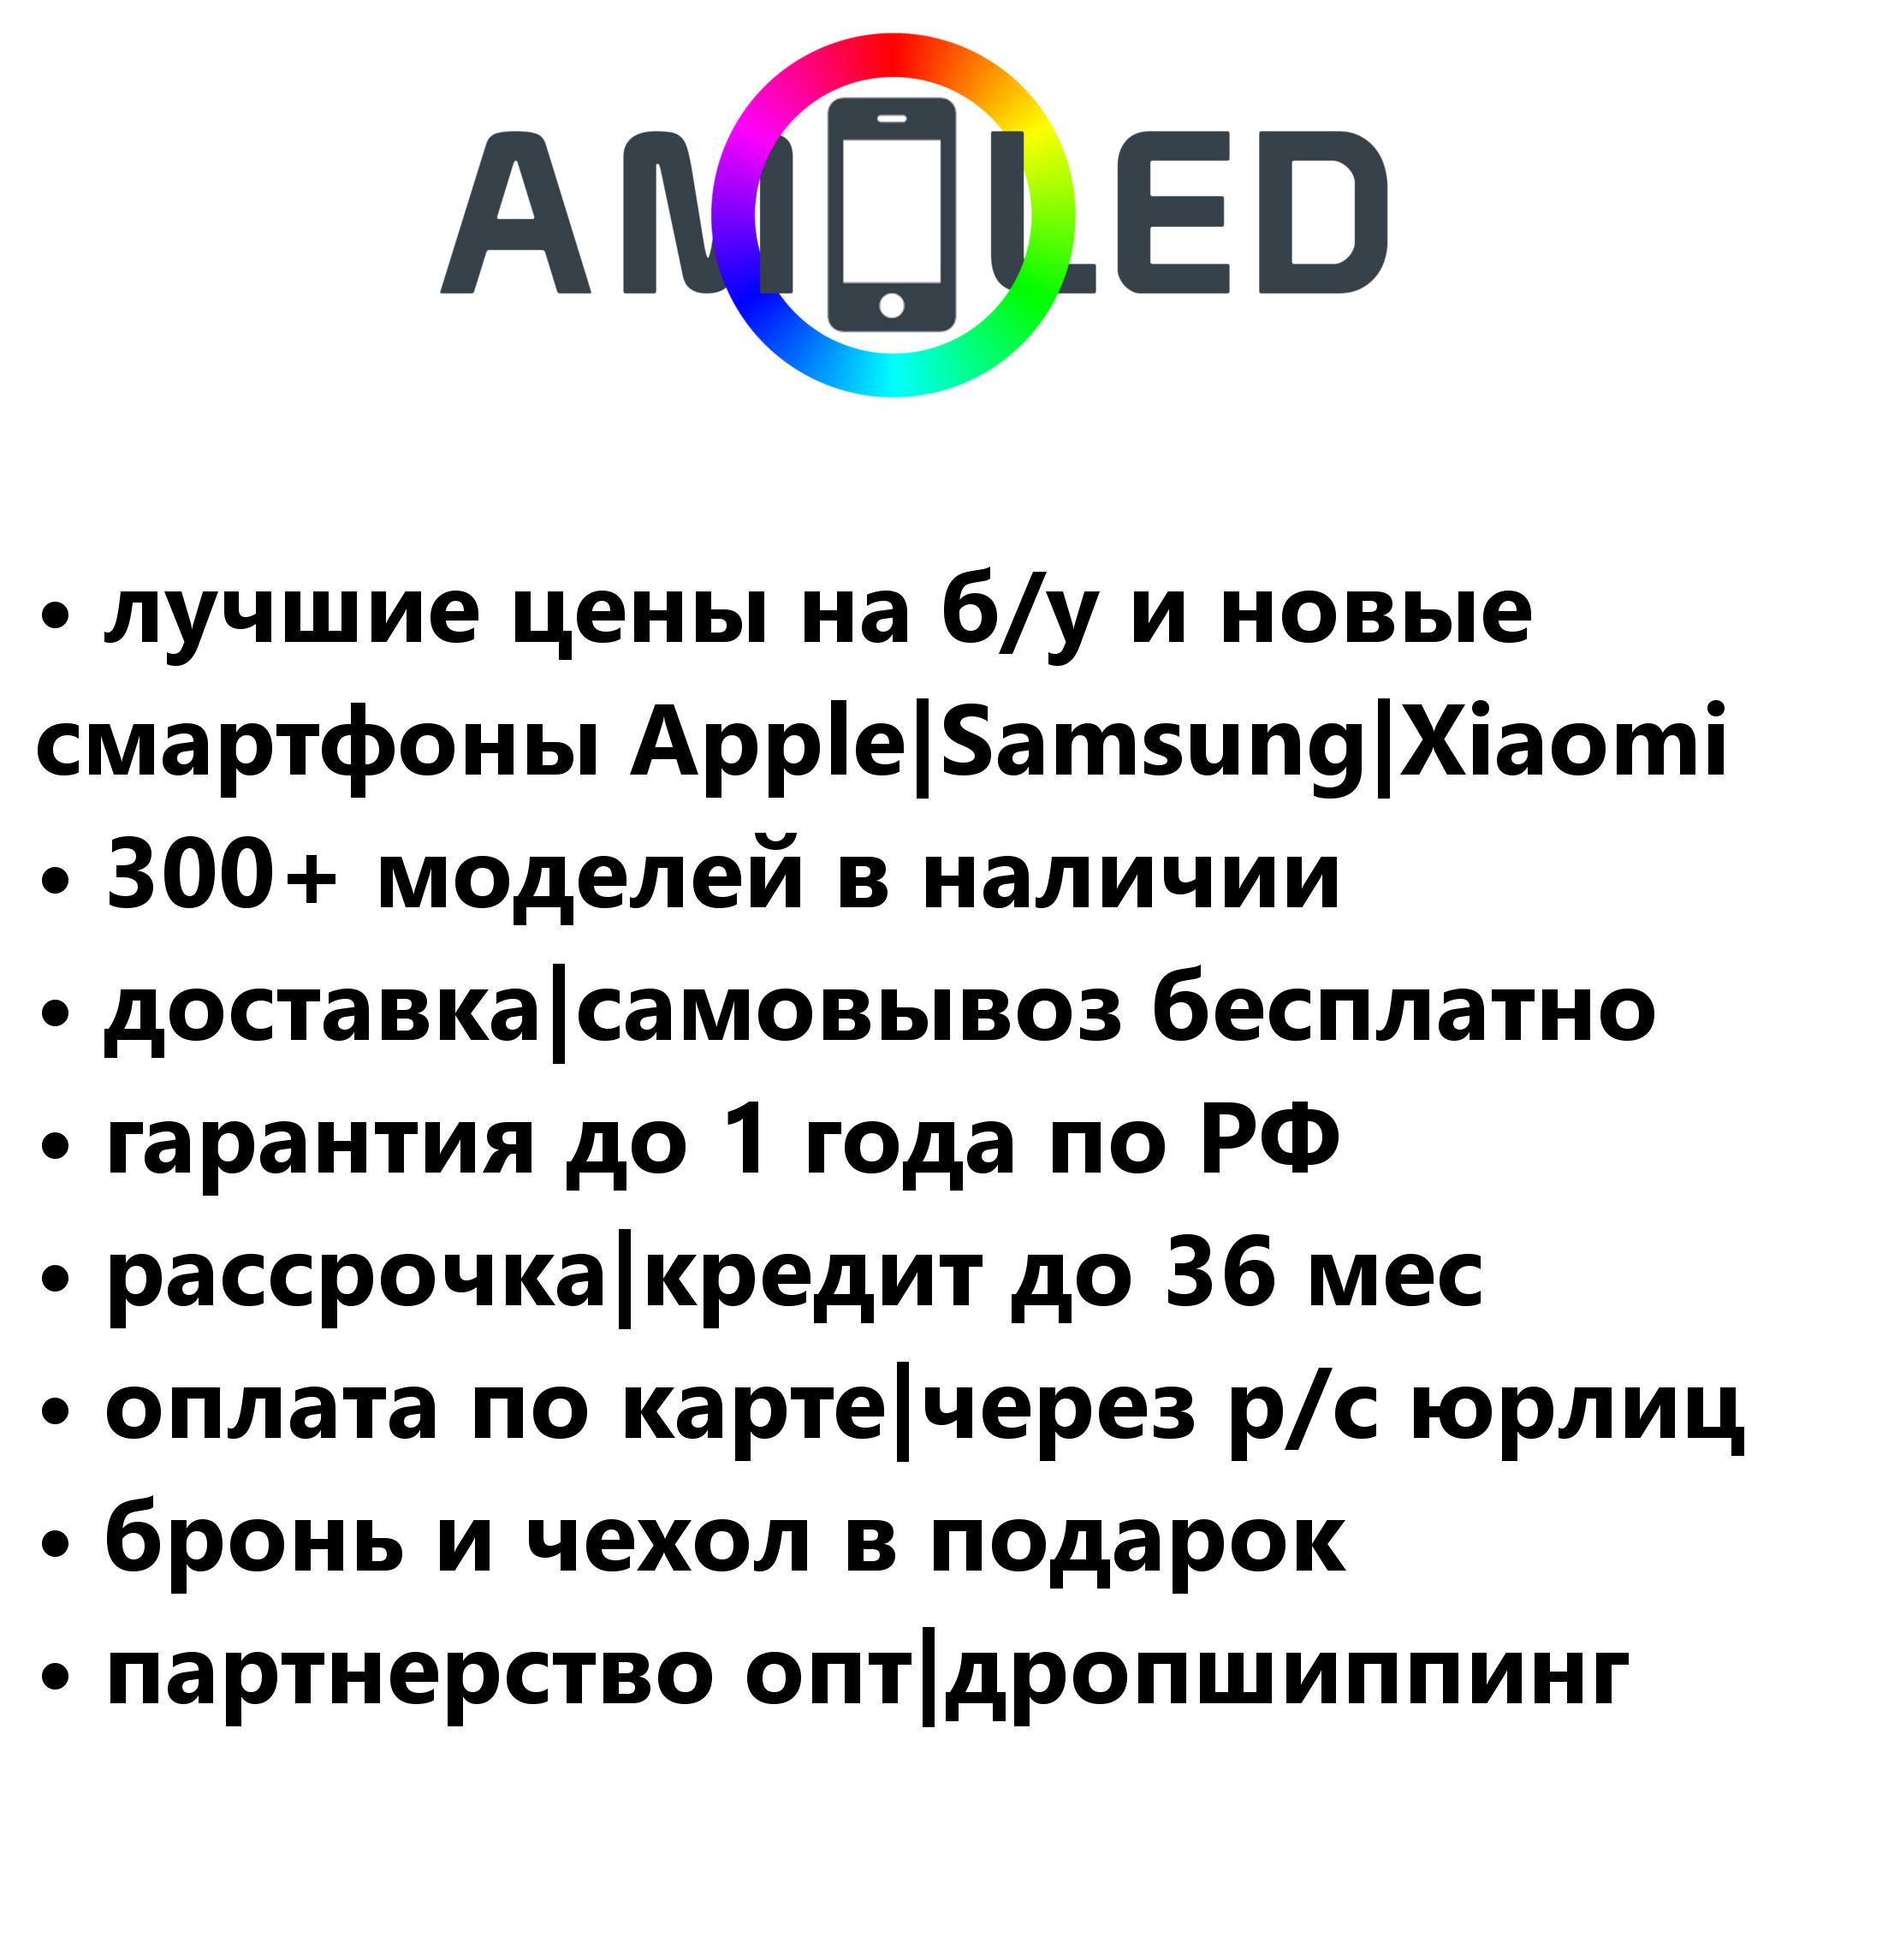 AMOLED
• лучшие цены на б/у и новые
смартфоны Apple|Samsung|Xiaomi
• 300+ моделей в наличии
• доставка|самовывоз бесплатно
• гарантия до 1 года по РФ
• рассрочка|кредит до 36 мес
• оплата по карте|через р/с юрлиц
• бронь и чехол в подарок
• партнерство опт|дропшиппинг